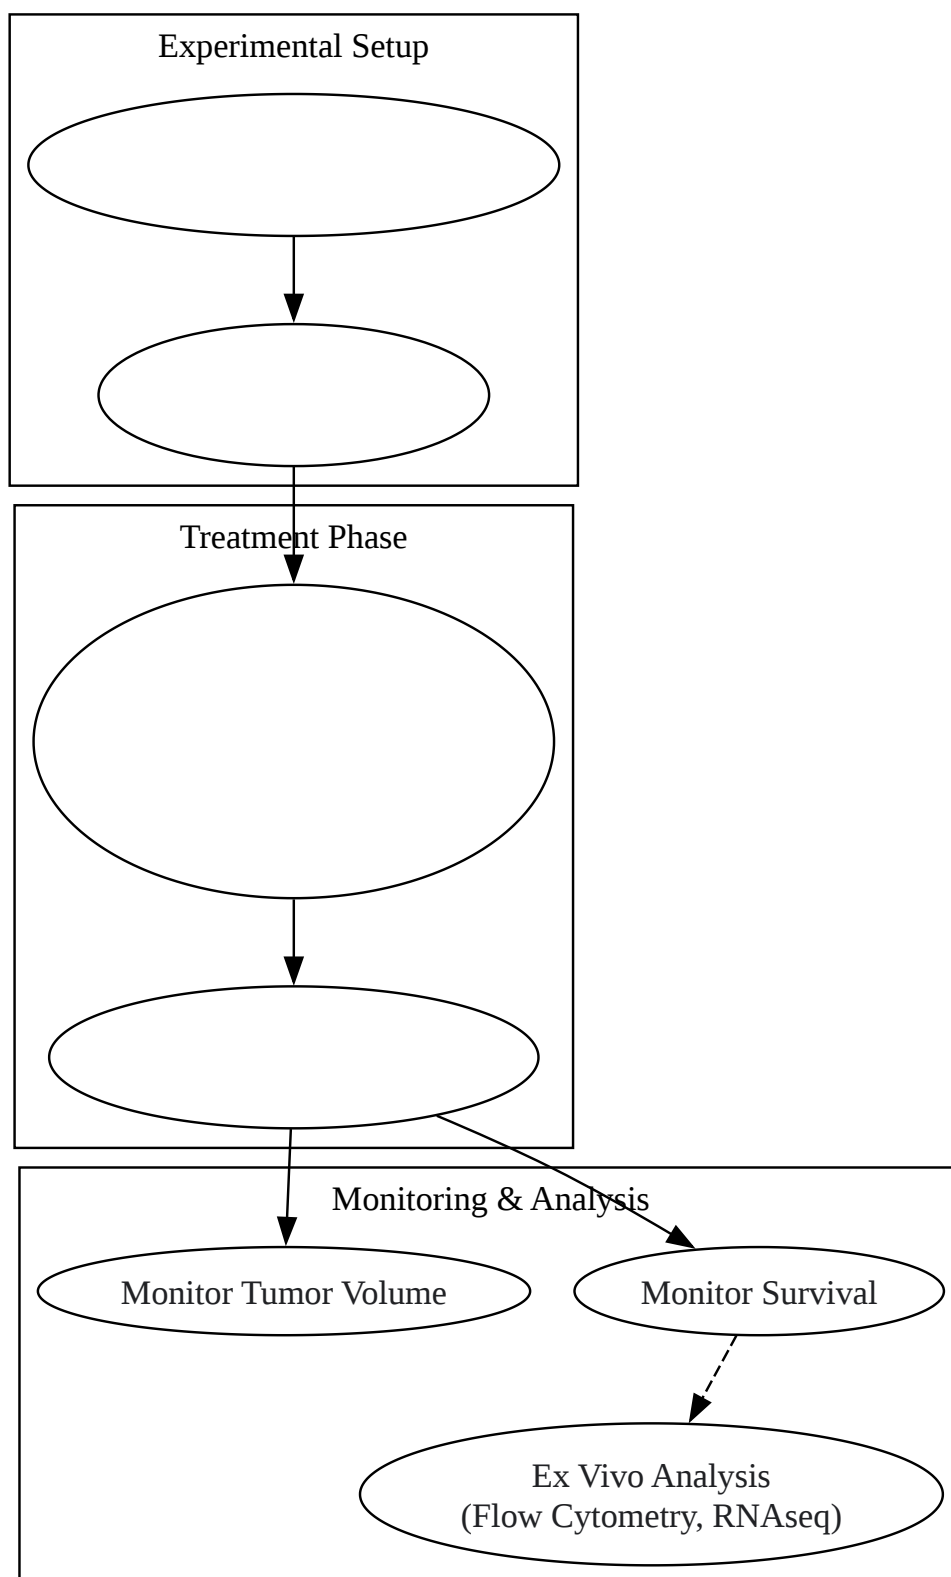 Experimental Setup
Treatment Phase
Monitoring & Analysis
Monitor Tumor Volume
Monitor Survival
Ex Vivo Analysis
(Flow Cytometry, RNAseq)